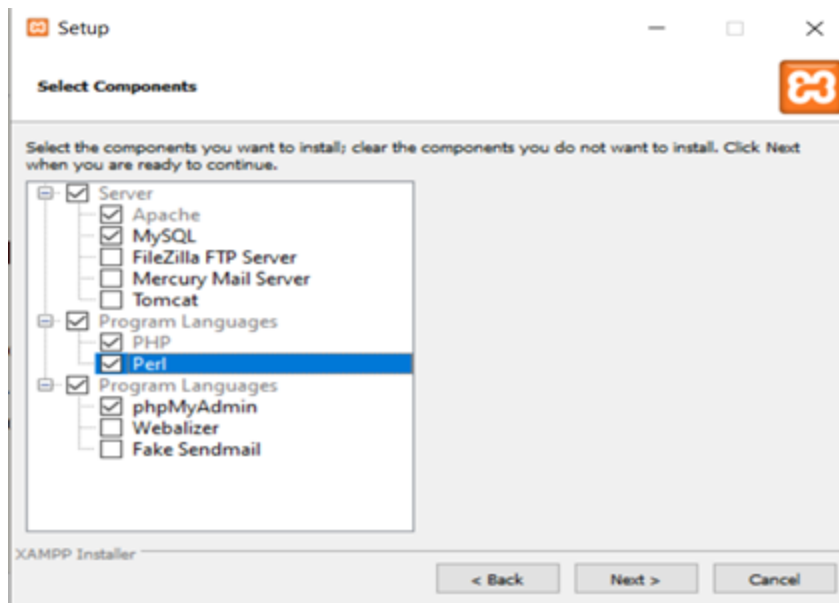 Setup
Select Components
Select the components you want to install; clear the components you do not want to install. Click Next
when you are ready to continue.
Server
Apache
MySQL
FileZilla FTP Server
Mercury Mail Server
Tomcat
Program Languages
PHP
Perl
Program Languages
phpMyAdmin
Webalizer
Fake Sendmail
XAMPP Installer
< Back
Next >
Cancel